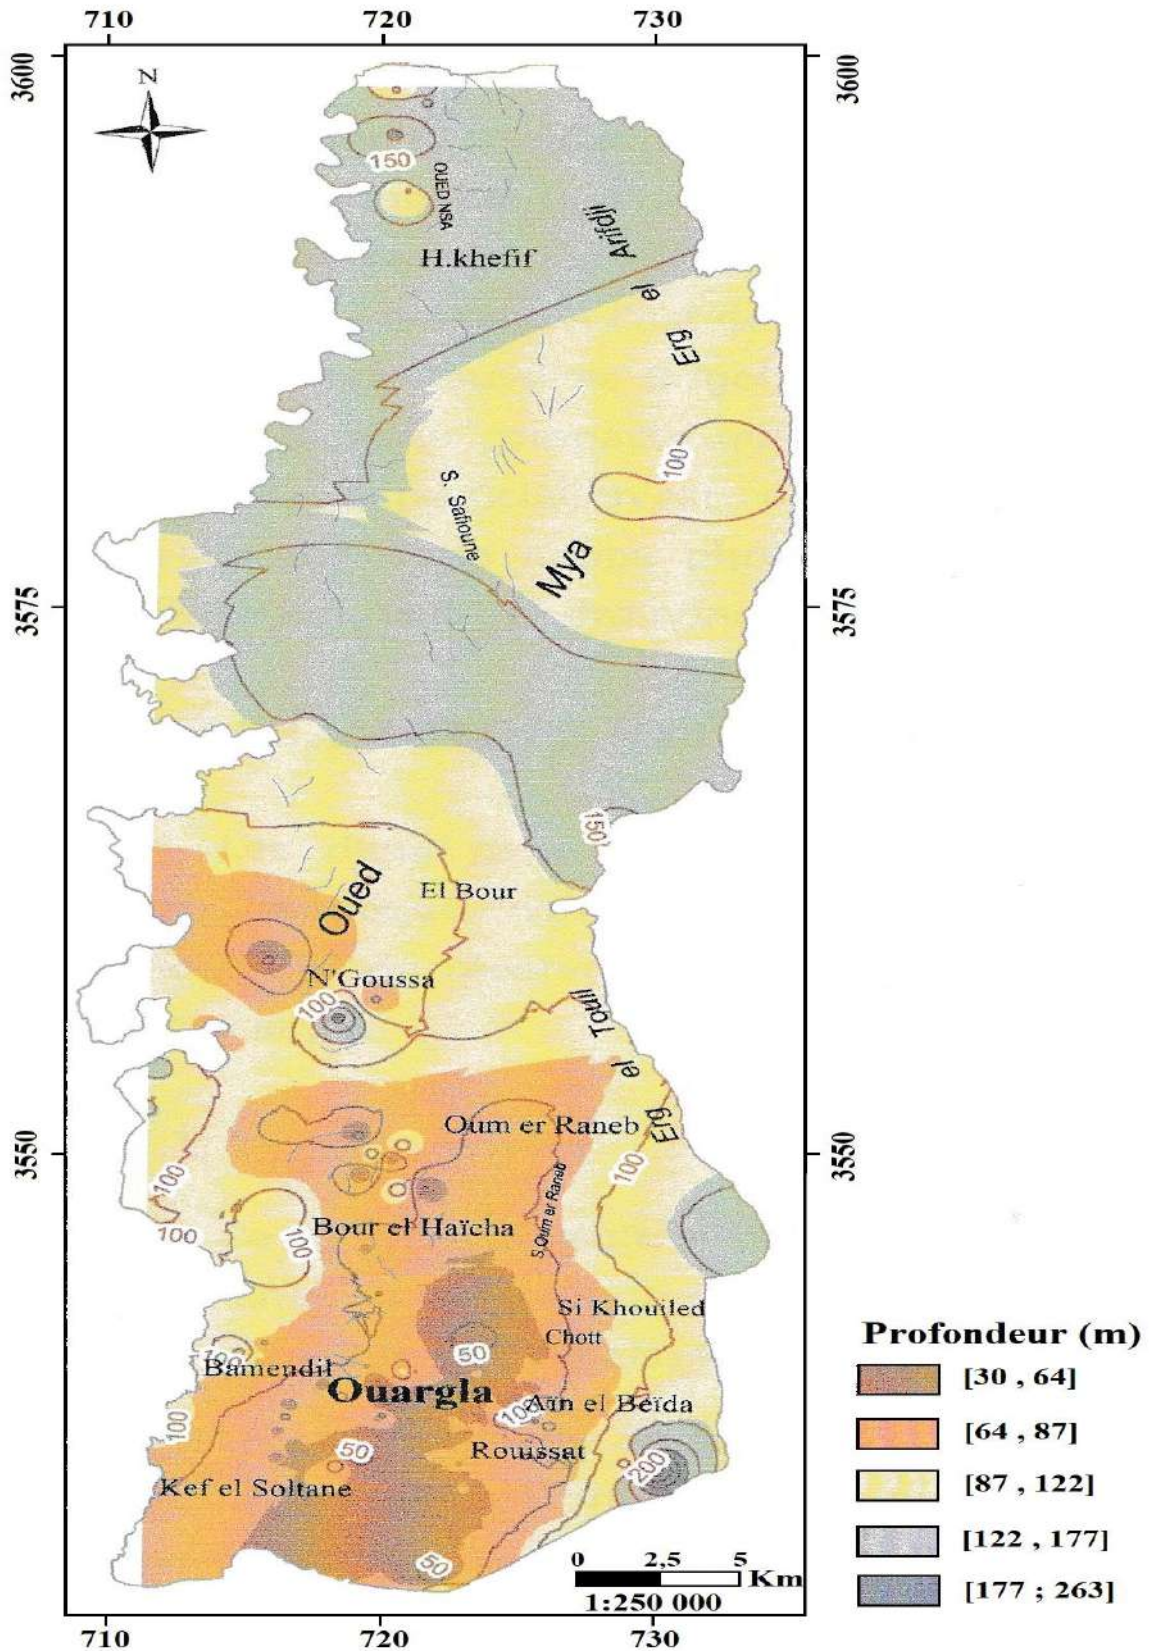 710 720 730
3600 3600
N
150
OUED NSA
Arifdji
H.khefif
el
Erg
100
S. Safioune
Mya
3575 3575
150
Oued
El Bour
N'Goussa
100
Touil
el
Oum er Raneb
Erg
3550 3550
100
100
S.Oum er Raneb
100
100
Bour el Haïcha
Si Khouiled
Chott
50
100
Bamendil
Ouargla
100
Aïn el Beïda
100
50
Rouissat
200
Kef el Soltane
50
0 2,5 5
Km
1:250 000
710 720 730
Profondeur (m)
[30 , 64]
[64 , 87]
[87 , 122]
[122 , 177]
[177 ; 263]